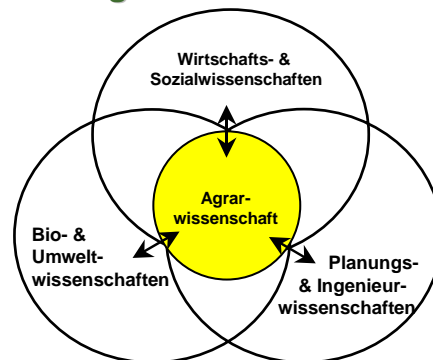 Wirtschafts- &
Sozialwissenschaften
Agrar-
wissenschaft
Bio- &
Umwelt-
wissenschaften
Planungs-
& Ingenieur-
wissenschaften